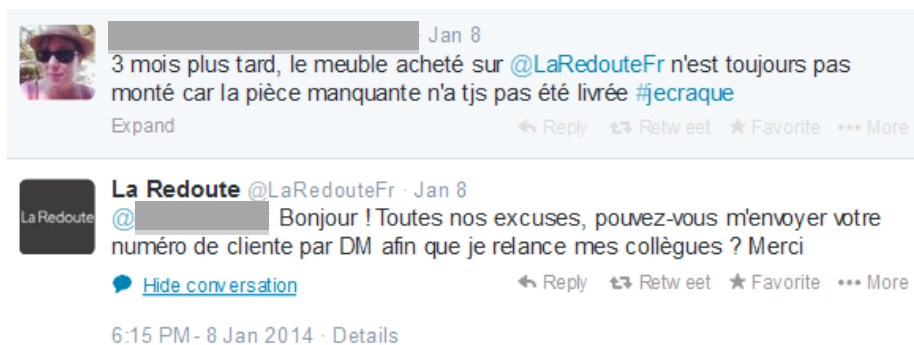 Jan 8
3 mois plus tard, le meuble acheté sur @LaRedouteFr n'est toujours pas
monté car la pièce manquante n'a tjs pas été livrée #jecraque
Expand Reply Retweet Favorite More
La Redoute @LaRedouteFr · Jan 8
La Redoute
@ Bonjour ! Toutes nos excuses, pouvez-vous m'envoyer votre
numéro de cliente par DM afin que je relance mes collègues ? Merci
Hide conversation Reply Retweet Favorite More
6:15 PM - 8 Jan 2014 · Details